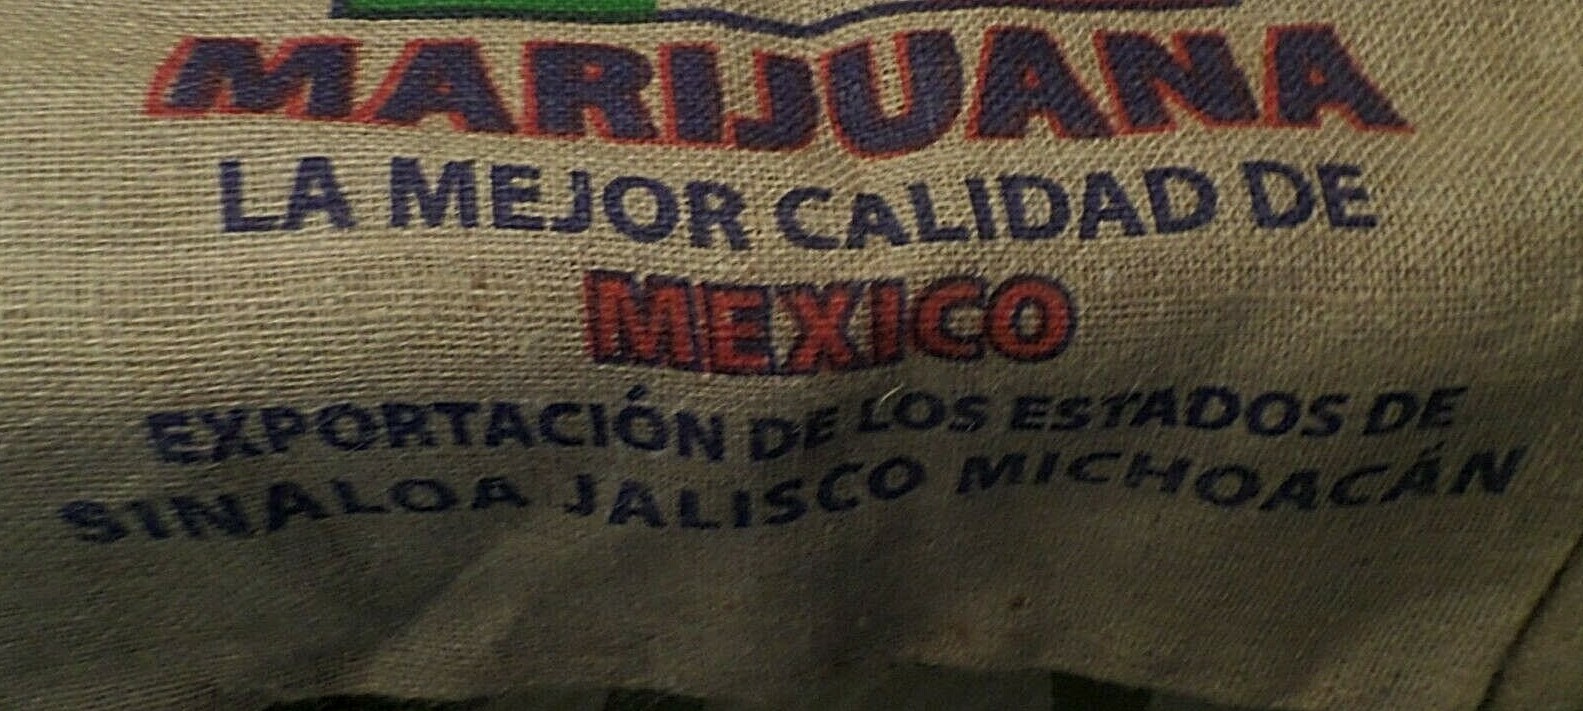 MARIJUANA
LA MEJOR CALIDAD DE
MEXICO
EXPORTACIÓN DE LOS ESTADOS DE
SINALOA JALISCO MICHOACÁN